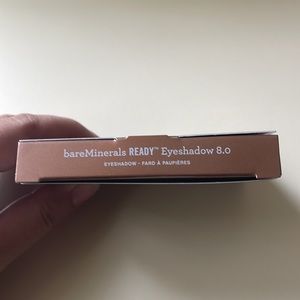 bareMinerals READY™ Eyeshadow 8.0
EYESHADOW • FARD À PAUPIÈRES